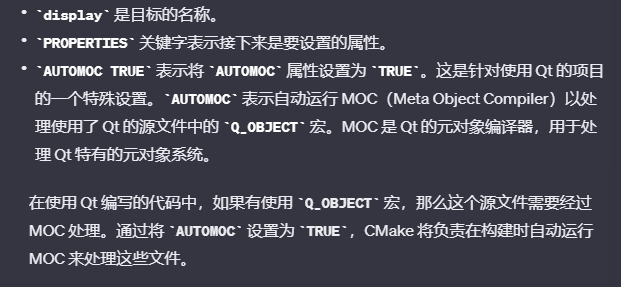 • `display` 是目标的名称。
• `PROPERTIES` 关键字表示接下来是要设置的属性。
• `AUTOMOC TRUE` 表示将 `AUTOMOC` 属性设置为 `TRUE`。这是针对使用 Qt 的项目
的一个特殊设置。`AUTOMOC` 表示自动运行 MOC（Meta Object Compiler）以处
理使用了 Qt 的源文件中的 `Q_OBJECT` 宏。MOC 是 Qt 的元对象编译器，用于处
理 Qt 特有的元对象系统。
在使用 Qt 编写的代码中，如果有使用 `Q_OBJECT` 宏，那么这个源文件需要经过
MOC 处理。通过将 `AUTOMOC` 设置为 `TRUE`，CMake 将负责在构建时自动运行
MOC 来处理这些文件。